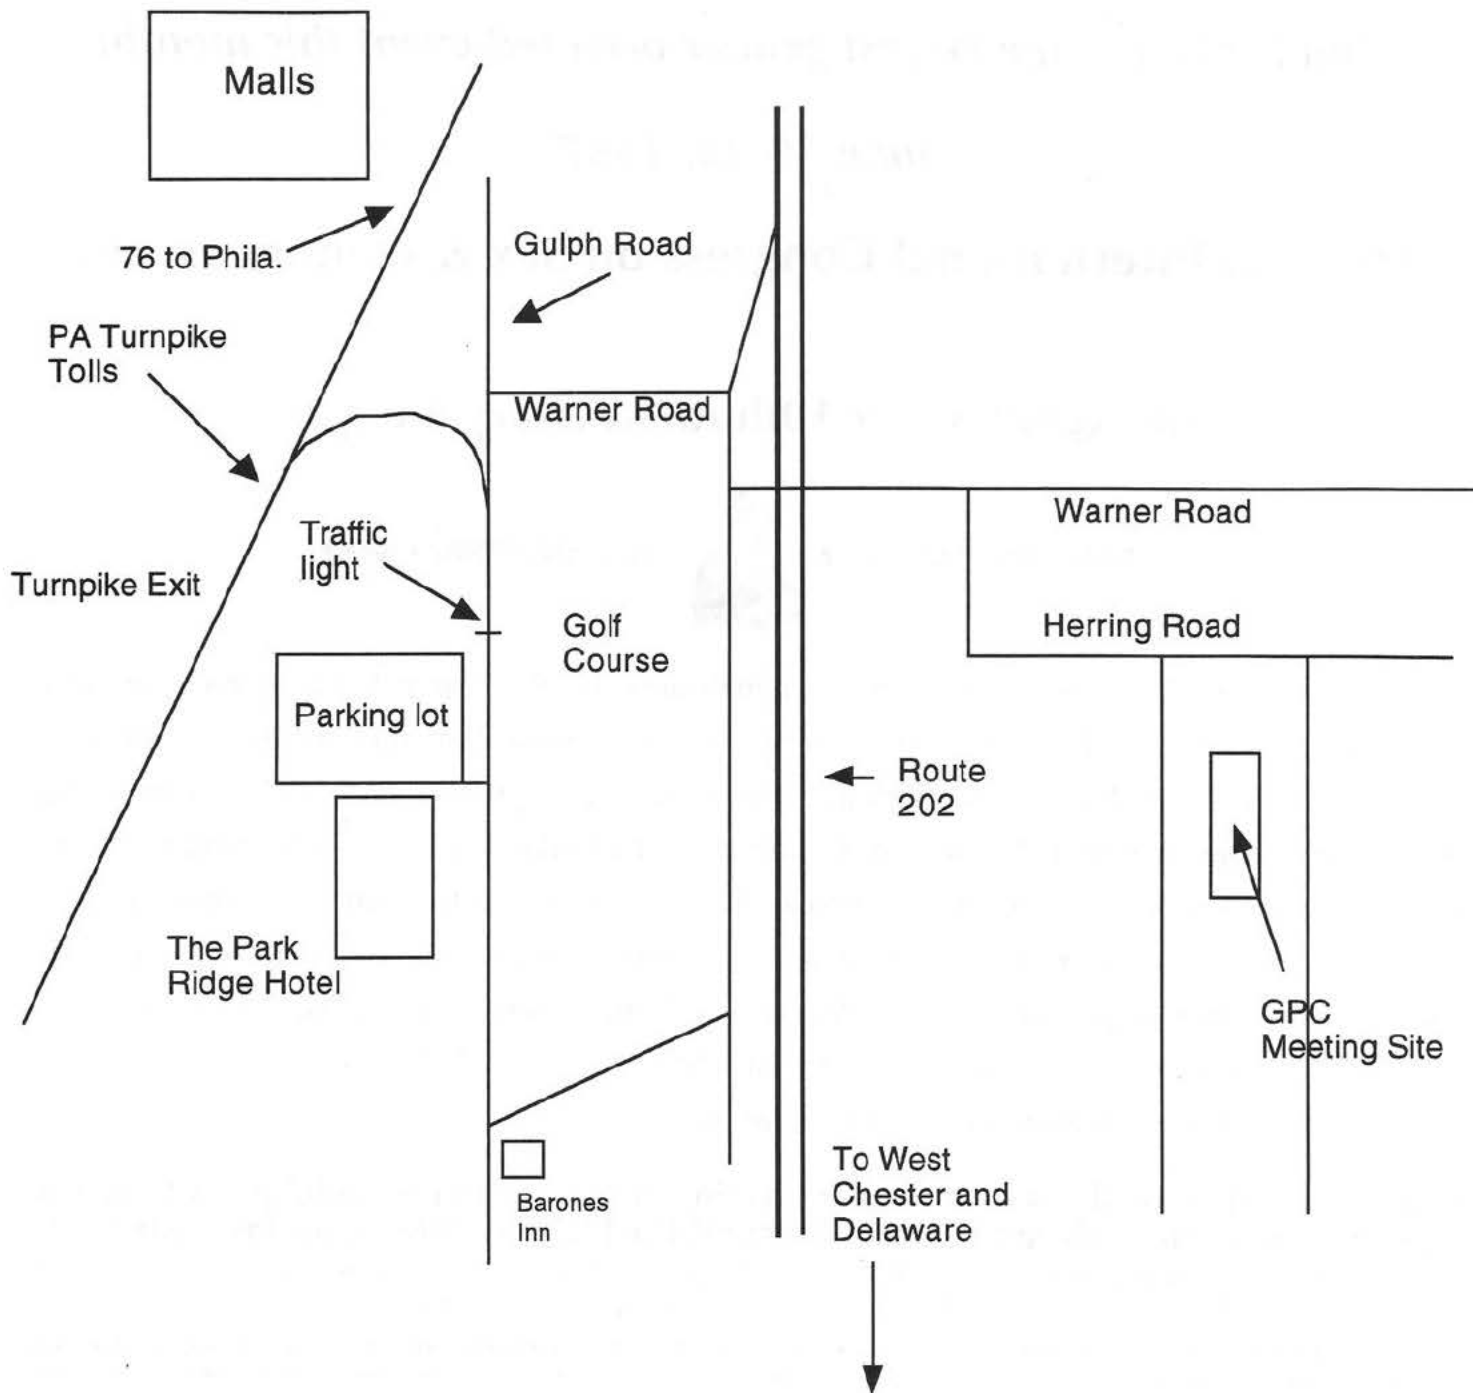 Malls
76 to Phila.
Gulph Road
PA Turnpike
Tolls
Warner Road
Warner Road
Traffic
light
Turnpike Exit
Golf
Course
Herring Road
Parking lot
Route
202
The Park
Ridge Hotel
GPC
Meeting Site
Barones
Inn
To West
Chester and
Delaware